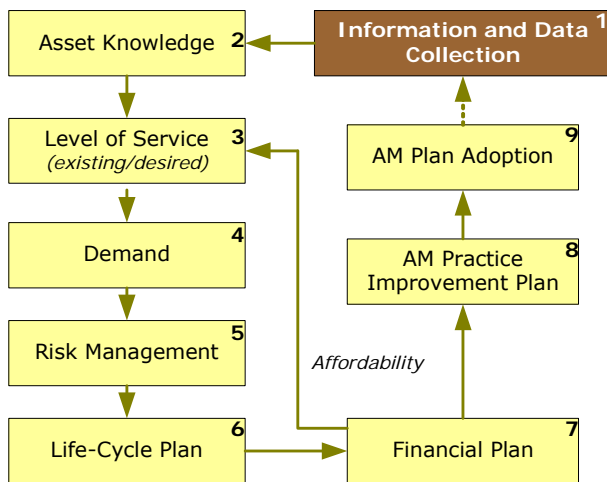 Information and Data
Collection
1
Asset Knowledge
2
Level of Service
(existing/desired)
3
Demand
4
Risk Management
5
Life-Cycle Plan
6
Financial Plan
7
Affordability
AM Practice
Improvement Plan
8
AM Plan Adoption
9